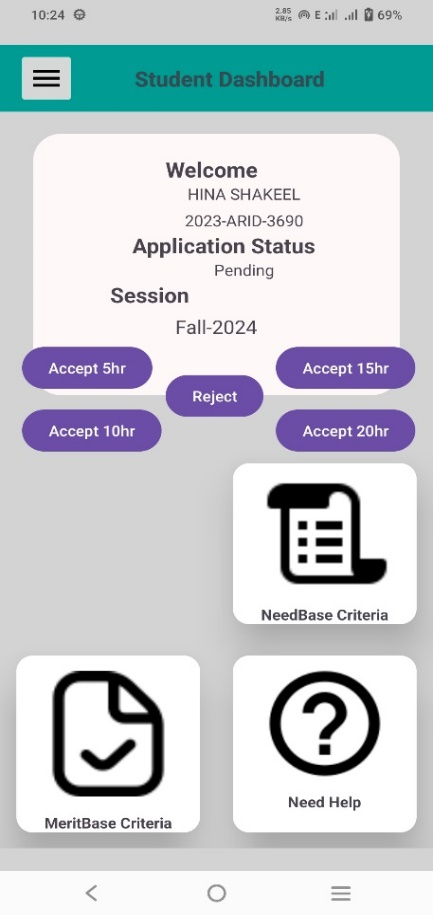 10:24 2.85 KB/s E 69%
Student Dashboard
Welcome
HINA SHAKEEL
2023-ARID-3690
Application Status
Pending
Session
Fall-2024
Accept 5hr Accept 15hr
Reject
Accept 10hr Accept 20hr
NeedBase Criteria
MeritBase Criteria
Need Help